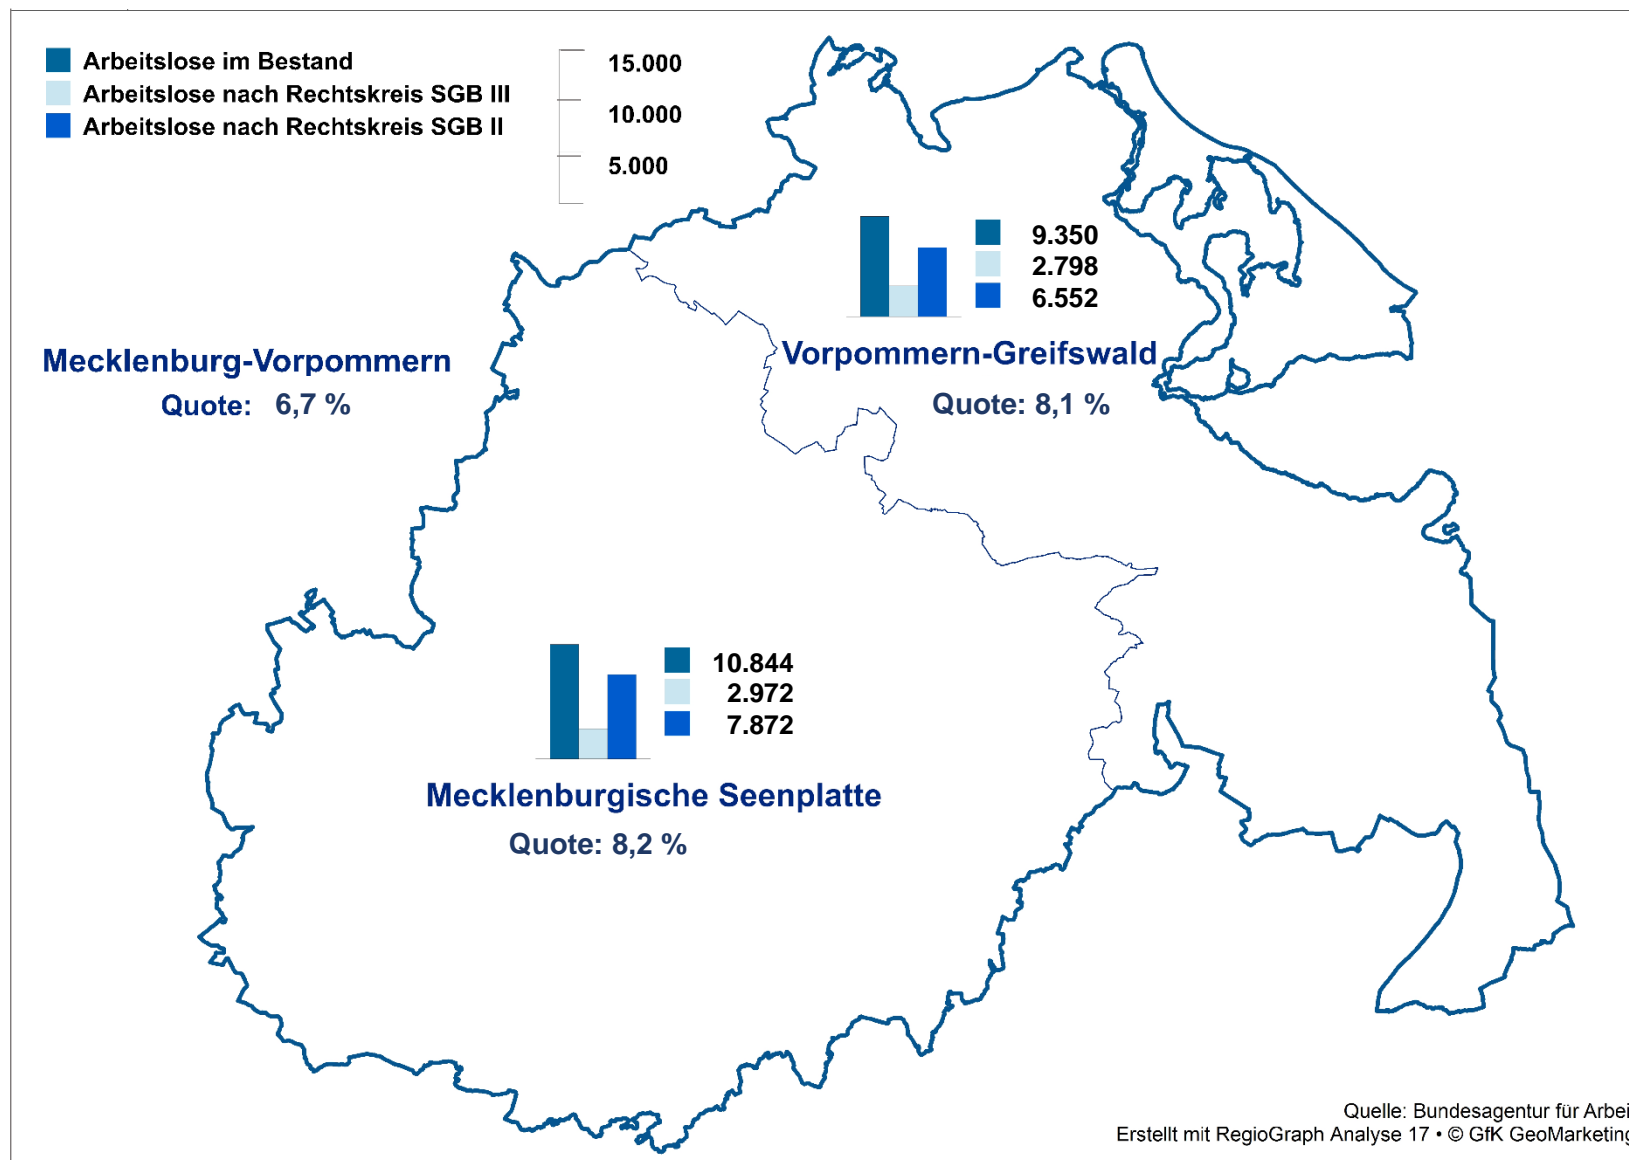 Arbeitslose im Bestand
Arbeitslose nach Rechtskreis SGB III
Arbeitslose nach Rechtskreis SGB II
15.000
10.000
5.000
9.350
2.798
6.552
Vorpommern-Greifswald
Quote: 8,1 %
Mecklenburg-Vorpommern
Quote: 6,7 %
10.844
2.972
7.872
Mecklenburgische Seenplatte
Quote: 8,2 %
Quelle: Bundesagentur für Arbei
Erstellt mit RegioGraph Analyse 17 • © GfK GeoMarketing